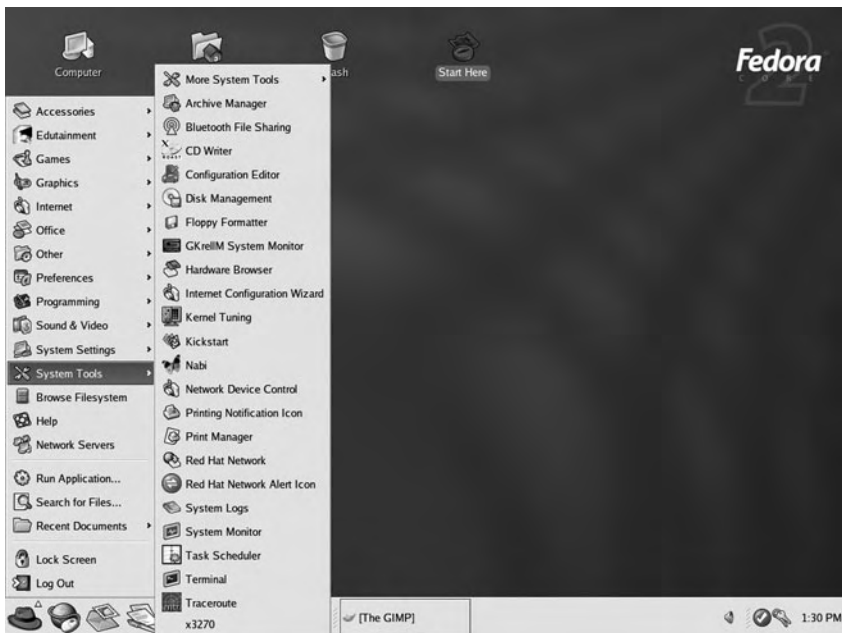 Computer
ash
Start Here
Fedora
CORE
2
Accessories
Edutainment
Games
Graphics
Internet
Office
Other
Preferences
Programming
Sound & Video
System Settings
System Tools
Browse Filesystem
Help
Network Servers
Run Application...
Search for Files...
Recent Documents
Lock Screen
Log Out
More System Tools
Archive Manager
Bluetooth File Sharing
CD Writer
Configuration Editor
Disk Management
Floppy Formatter
GKrellM System Monitor
Hardware Browser
Internet Configuration Wizard
Kernel Tuning
Kickstart
Nabi
Network Device Control
Printing Notification Icon
Print Manager
Red Hat Network
Red Hat Network Alert Icon
System Logs
System Monitor
Task Scheduler
Terminal
Traceroute
x3270
[The GIMP]
1:30 PM